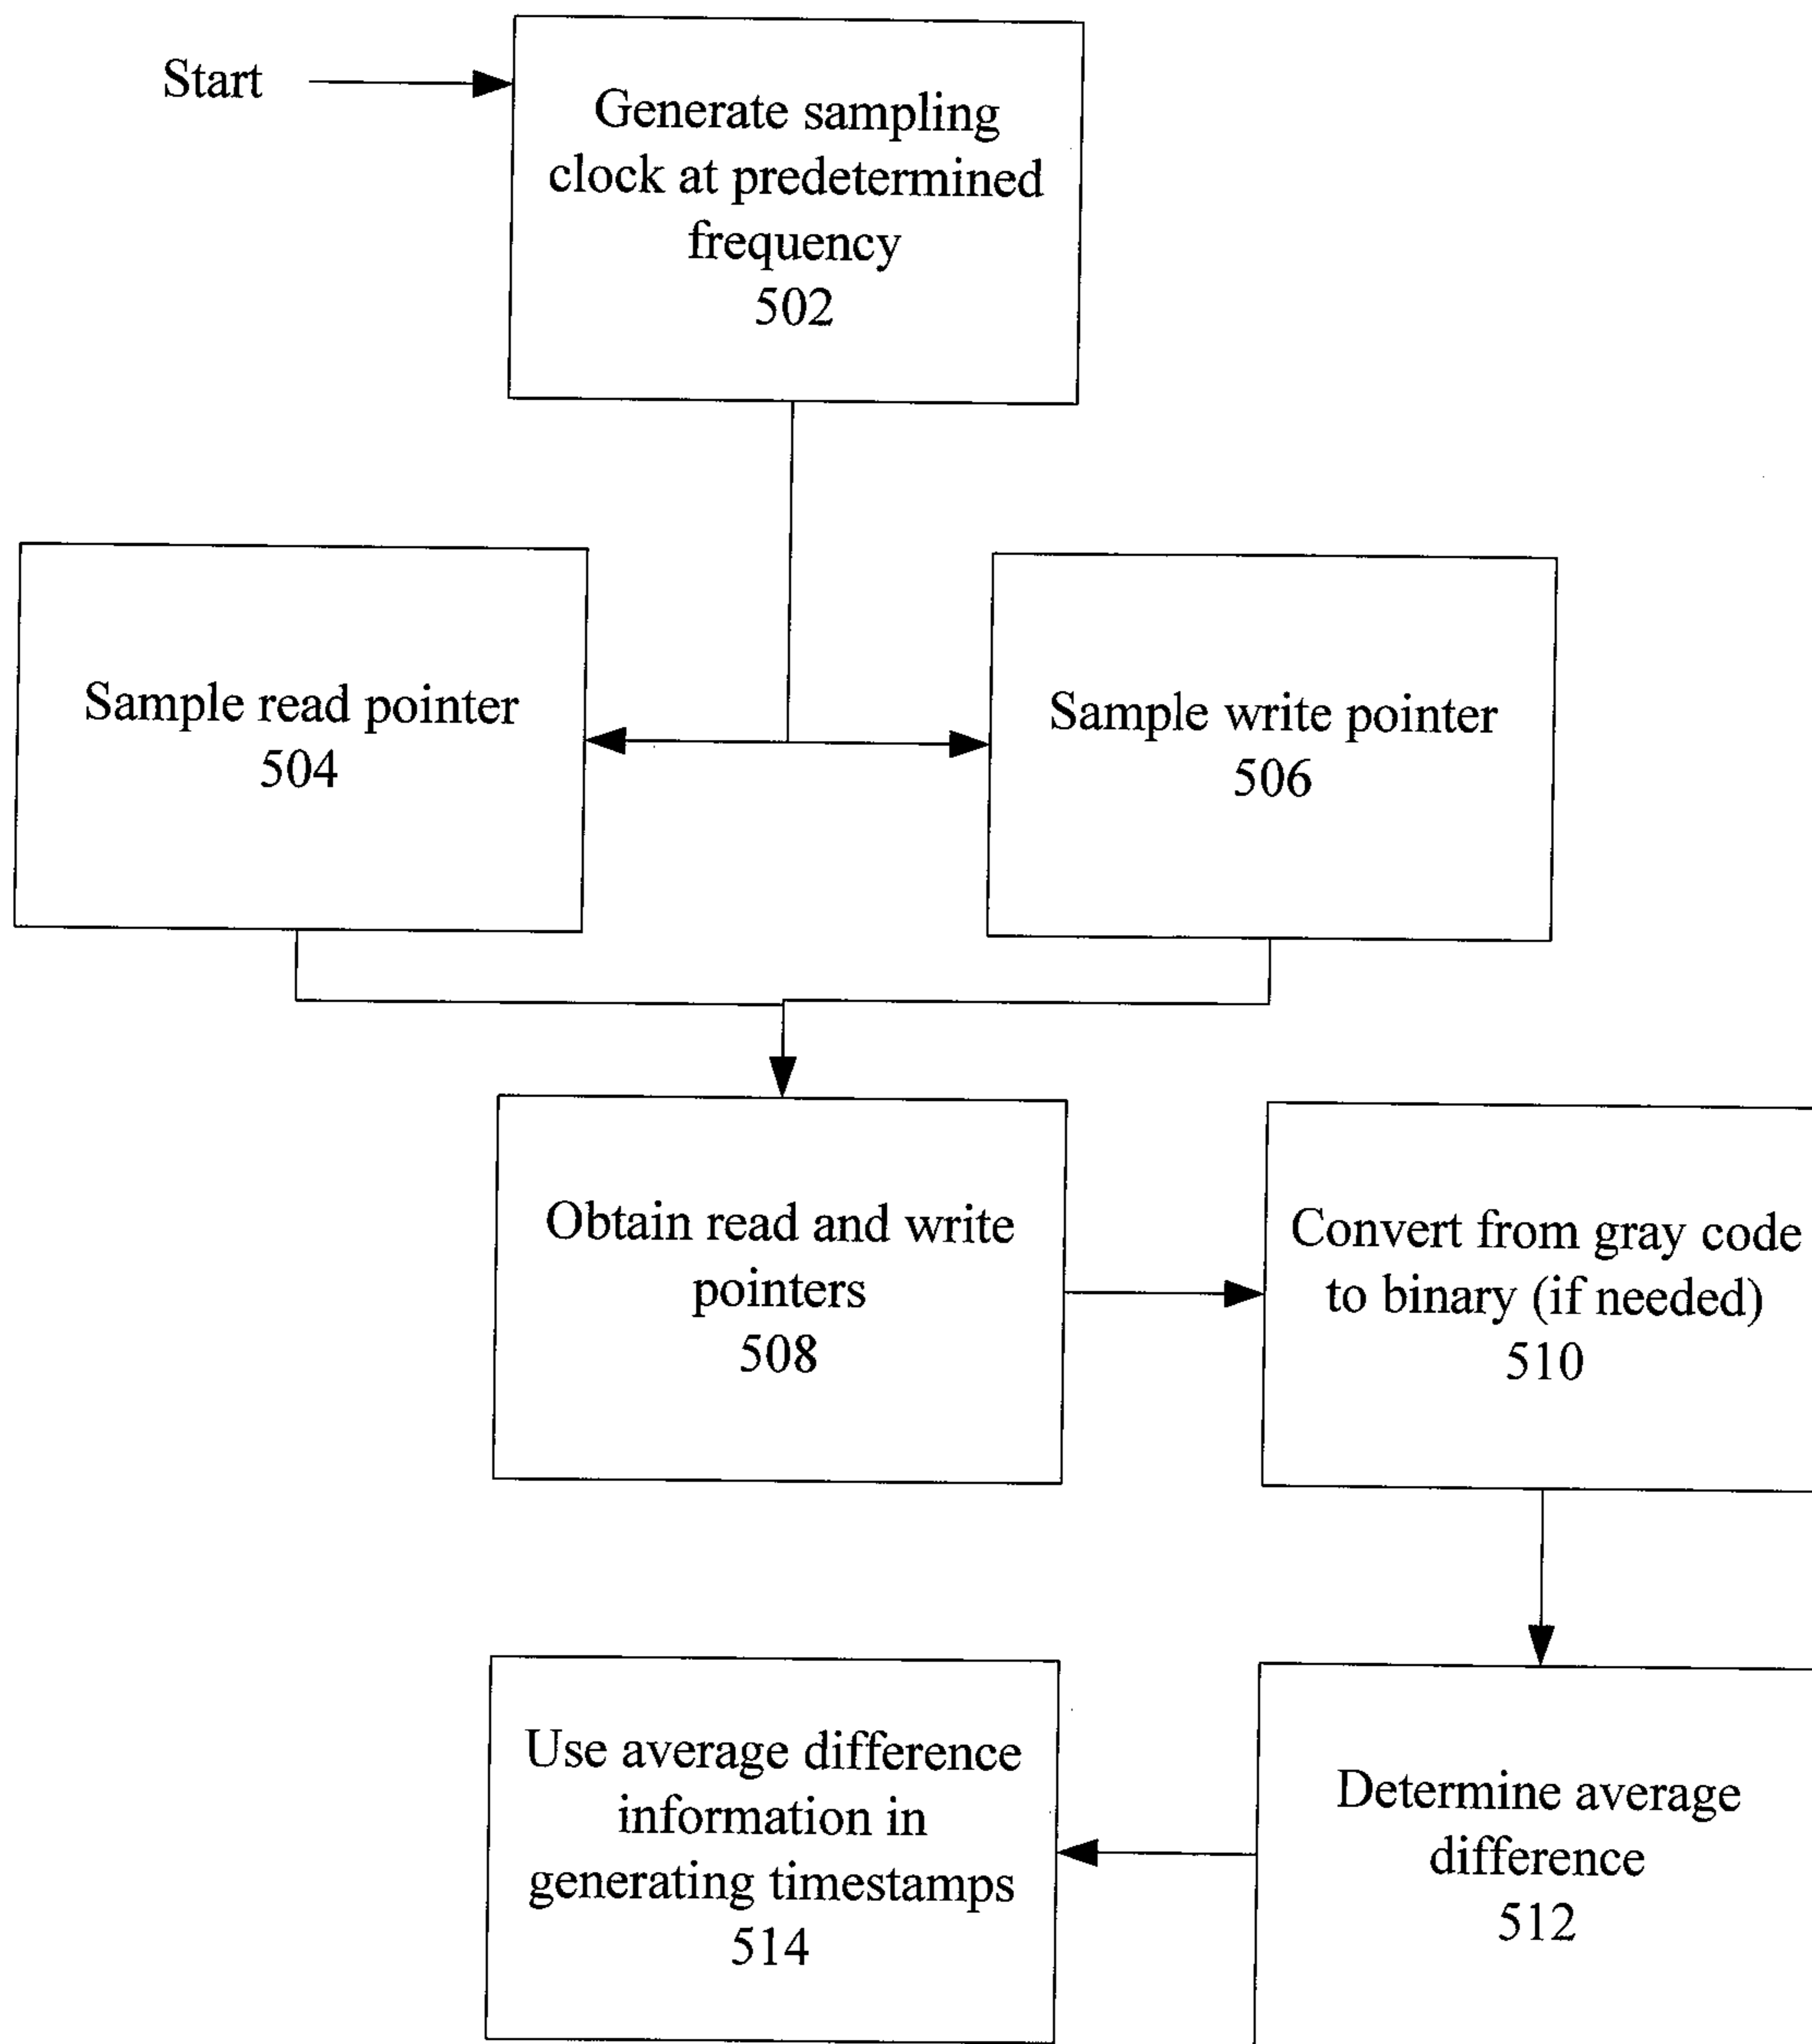 Start
Generate sampling
clock at predetermined
frequency
502
Sample read pointer
504
Sample write pointer
506
Obtain read and write
pointers
508
Convert from gray code
to binary (if needed)
510
Use average difference
information in
generating timestamps
514
Determine average
difference
512